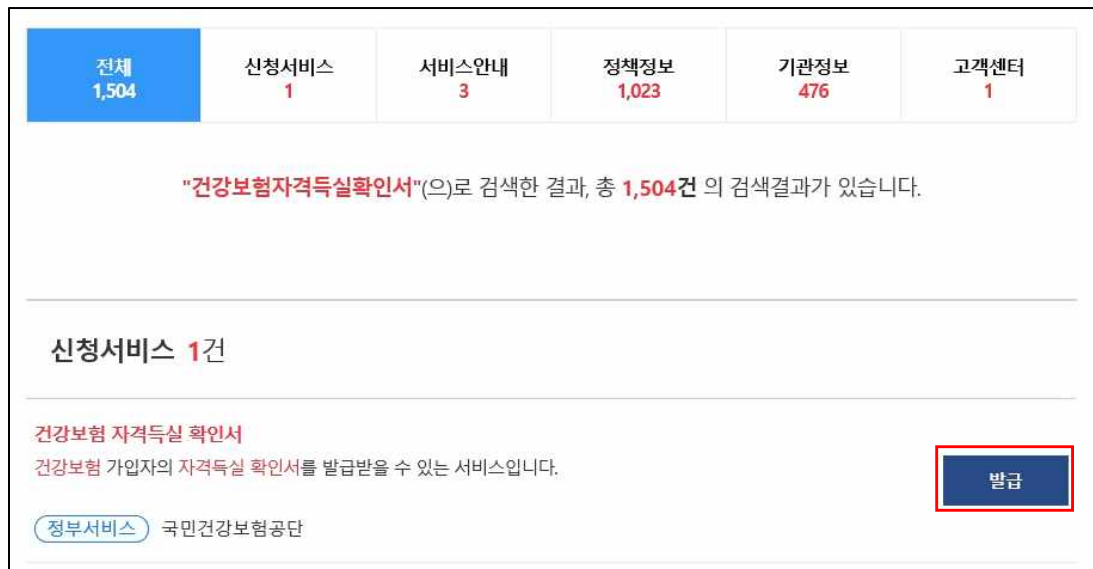 전체
1,504
신청서비스
1
서비스안내
3
정책정보
1,023
기관정보
476
고객센터
1
"건강보험자격득실확인서"(으)로 검색한 결과, 총 1,504건 의 검색결과가 있습니다.
신청서비스 1건
건강보험 자격득실 확인서
건강보험 가입자의 자격득실 확인서를 발급받을 수 있는 서비스입니다.
발급
정부서비스 국민건강보험공단